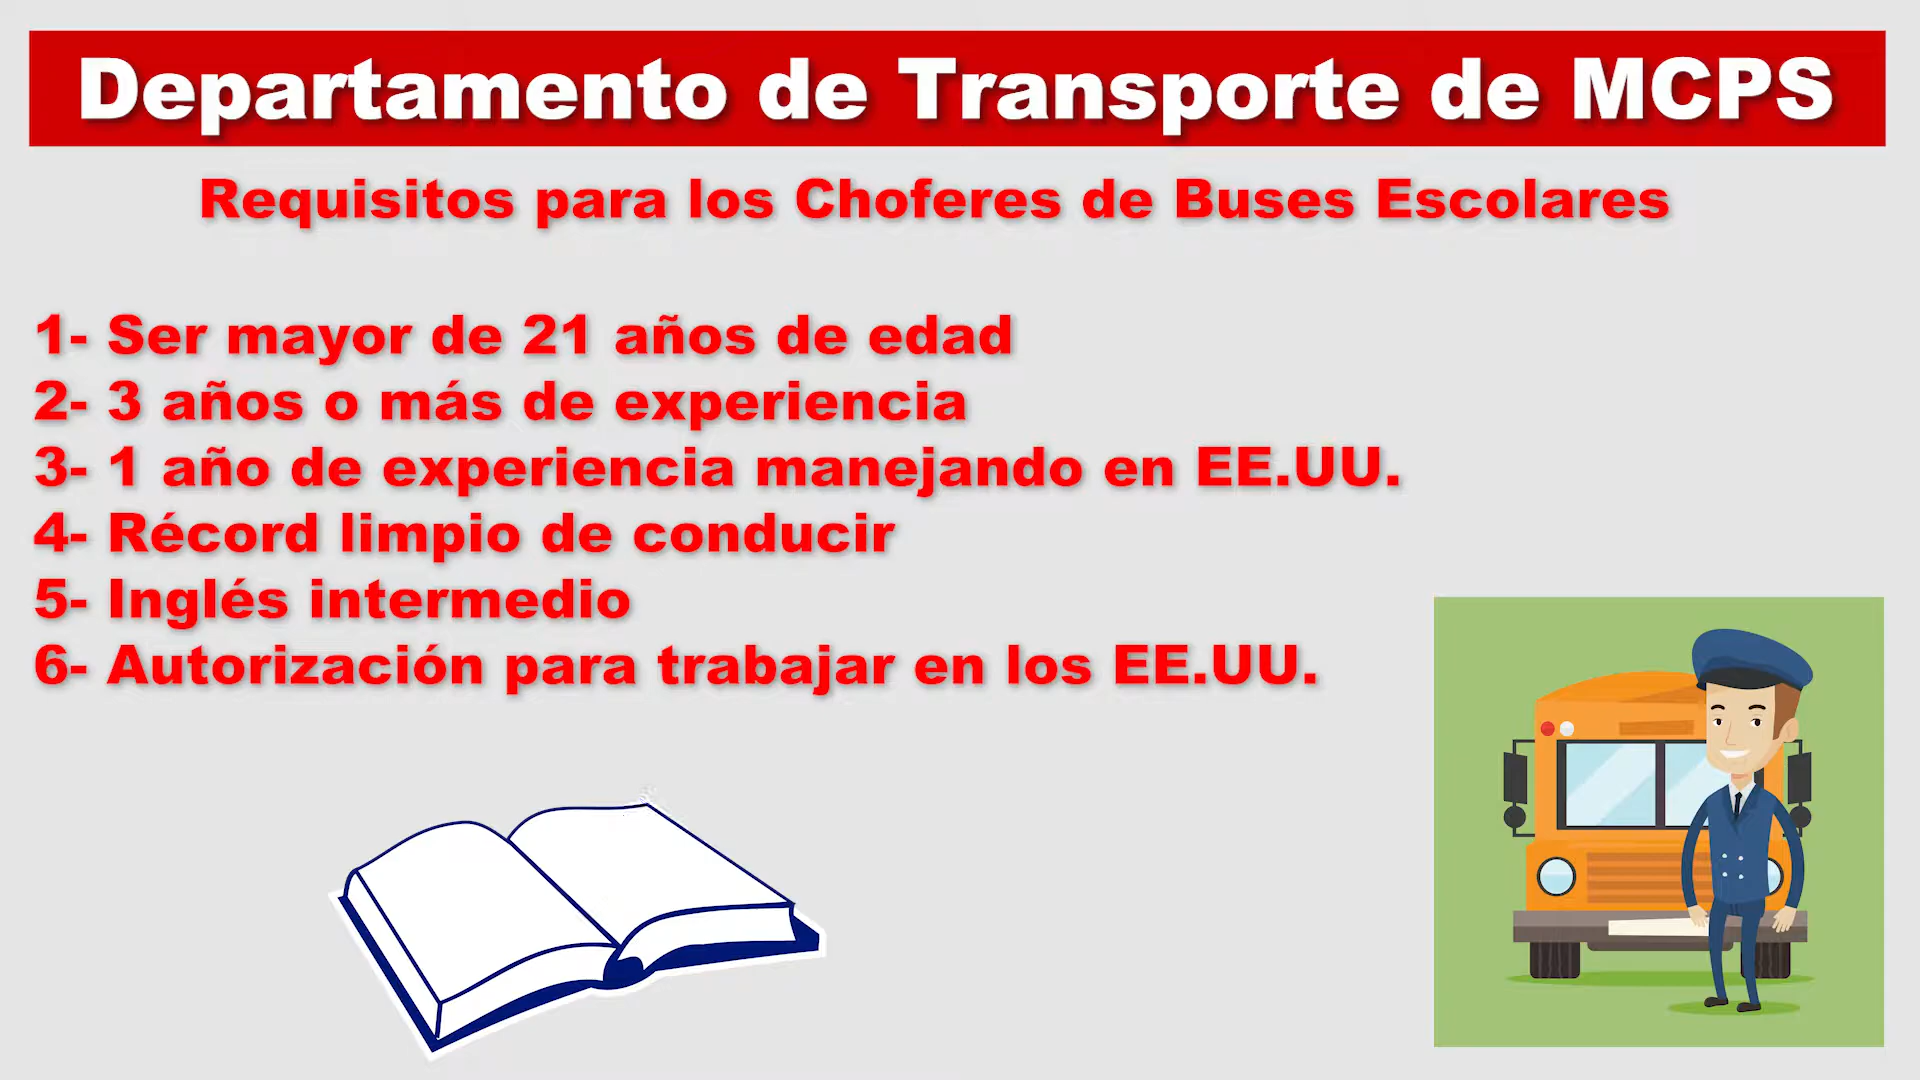 Departamento de Transporte de MCPS
Requisitos para los Choferes de Buses Escolares
1- Ser mayor de 21 años de edad
2- 3 años o más de experiencia
3- 1 año de experiencia manejando en EE.UU.
4- Récord limpio de conducir
5- Inglés intermedio
6- Autorización para trabajar en los EE.UU.